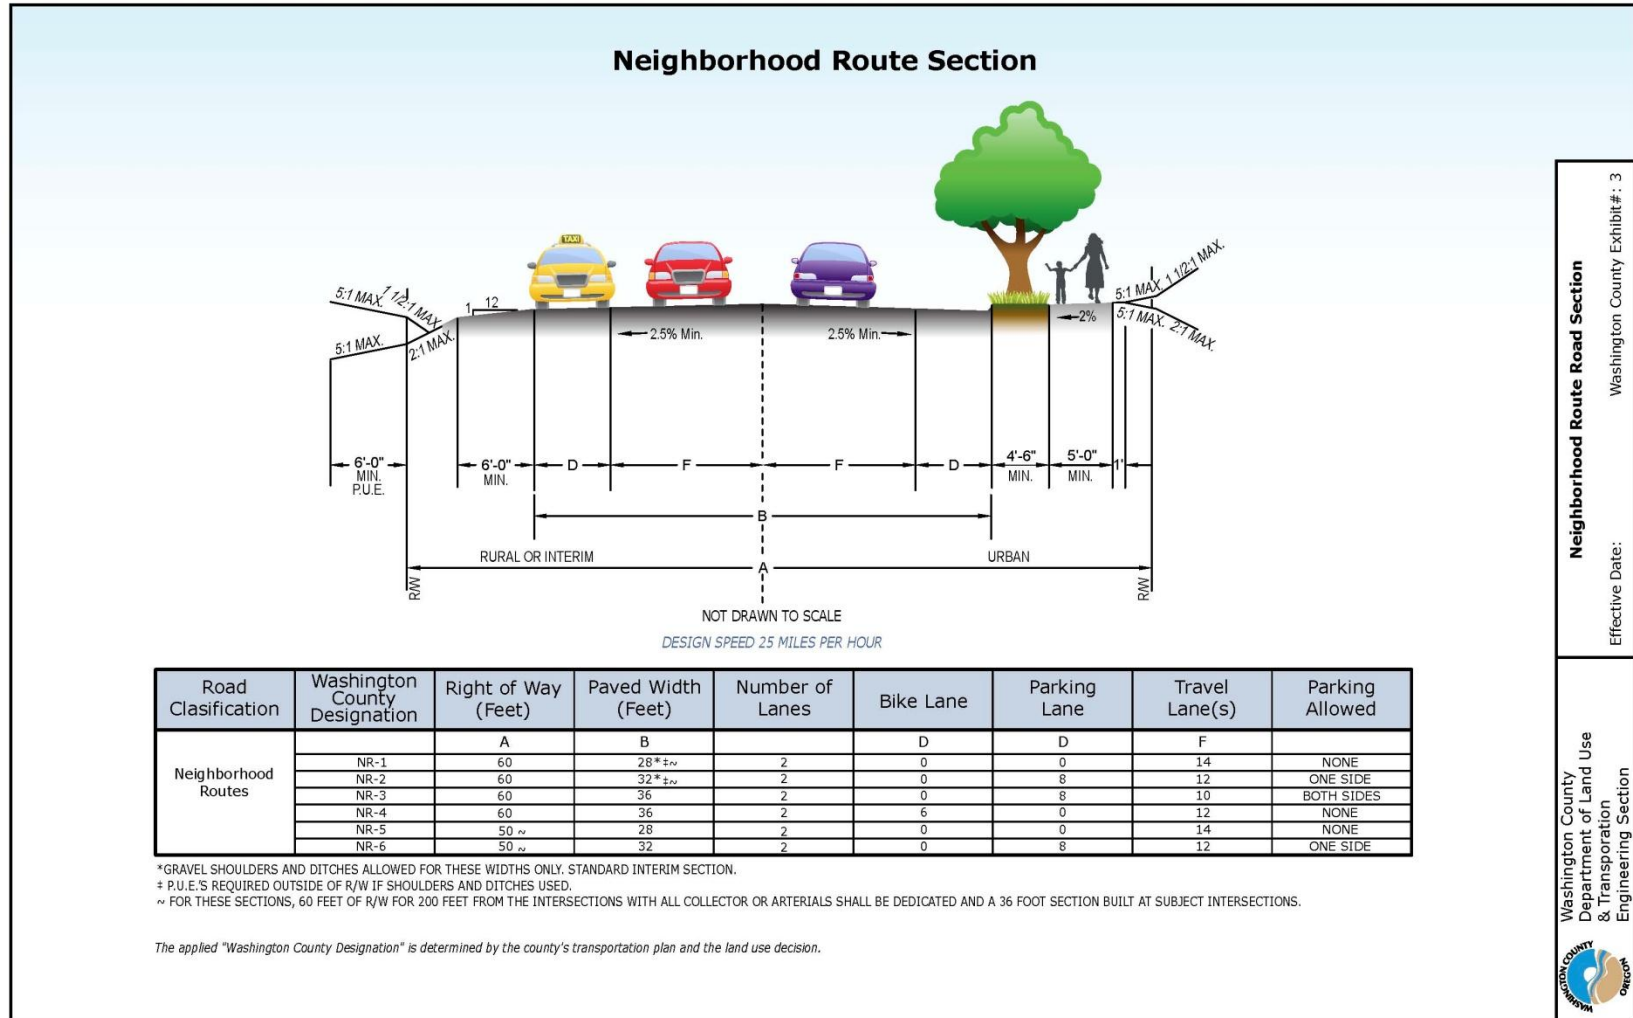 Neighborhood Route Section
TAXI
5:1 MAX.
1 1/2:1 MAX.
5:1 MAX.
2:1 MAX.
1
12
2.5% Min.
2.5% Min.
2%
5:1 MAX.
1 1/2:1 MAX.
5:1 MAX.
2:1 MAX.
6'-0"
MIN.
P.U.E.
6'-0"
MIN.
D
F
F
D
4'-6"
MIN.
5'-0"
MIN.
1'
B
RURAL OR INTERIM
URBAN
A
R/W
R/W
NOT DRAWN TO SCALE
DESIGN SPEED 25 MILES PER HOUR
Road Clasification Washington County Designation Right of Way (Feet) Paved Width (Feet) Number of Lanes Bike Lane Parking Lane Travel Lane(s) Parking Allowed
A B D D F
Neighborhood Routes
NR-1 60 28*‡~ 2 0 0 14 NONE
NR-2 60 32*‡~ 2 0 8 12 ONE SIDE
NR-3 60 36 2 0 8 10 BOTH SIDES
NR-4 60 36 2 6 0 12 NONE
NR-5 50 ~ 28 2 0 0 14 NONE
NR-6 50 ~ 32 2 0 8 12 ONE SIDE
*GRAVEL SHOULDERS AND DITCHES ALLOWED FOR THESE WIDTHS ONLY. STANDARD INTERIM SECTION.
‡ P.U.E.'S REQUIRED OUTSIDE OF R/W IF SHOULDERS AND DITCHES USED.
~ FOR THESE SECTIONS, 60 FEET OF R/W FOR 200 FEET FROM THE INTERSECTIONS WITH ALL COLLECTOR OR ARTERIALS SHALL BE DEDICATED AND A 36 FOOT SECTION BUILT AT SUBJECT INTERSECTIONS.
The applied "Washington County Designation" is determined by the county's transportation plan and the land use decision.
Neighborhood Route Road Section
Effective Date: Washington County Exhibit#: 3
Washington County
Department of Land Use
& Transporation
Engineering Section
WASHINGTON COUNTY
OREGON